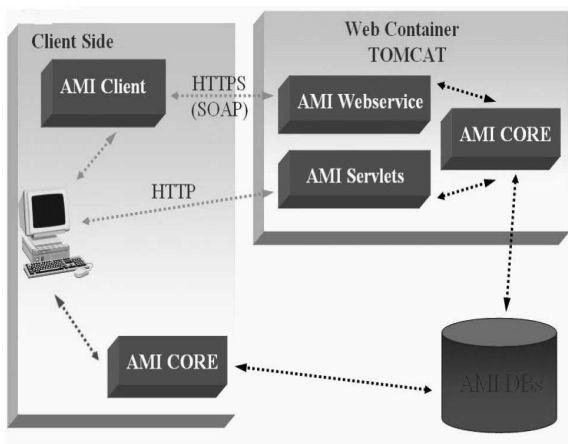 Client Side
Web Container
TOMCAT
AMI Client
HTTPS
(SOAP)
AMI Webservice
AMI CORE
AMI Servlets
HTTP
AMI CORE
AMI DBs